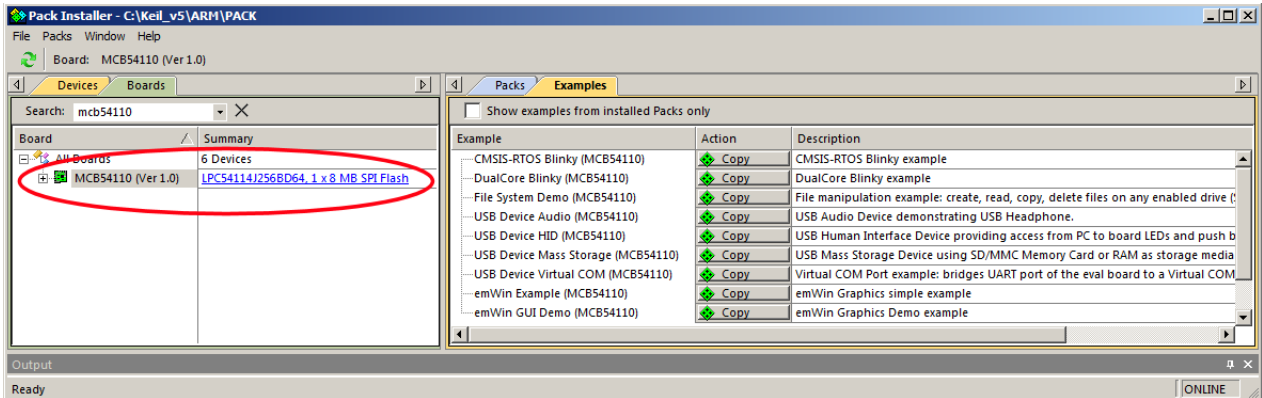 Pack Installer - C:\Keil_v5\ARM\PACK
File Packs Window Help
Board: MCB54110 (Ver 1.0)
Devices Boards
Search: mcb54110
Board Summary
All Boards 6 Devices
MCB54110 (Ver 1.0) LPC54114J256BD64, 1 x 8 MB SPI Flash
Packs Examples
Show examples from installed Packs only
Example Action Description
CMSIS-RTOS Blinky (MCB54110) Copy CMSIS-RTOS Blinky example
DualCore Blinky (MCB54110) Copy DualCore Blinky example
File System Demo (MCB54110) Copy File manipulation example: create, read, copy, delete files on any enabled drive (
USB Device Audio (MCB54110) Copy USB Audio Device demonstrating USB Headphone.
USB Device HID (MCB54110) Copy USB Human Interface Device providing access from PC to board LEDs and push b
USB Device Mass Storage (MCB54110) Copy USB Mass Storage Device using SD/MMC Memory Card or RAM as storage media
USB Device Virtual COM (MCB54110) Copy Virtual COM Port example: bridges UART port of the eval board to a Virtual COM
emWin Example (MCB54110) Copy emWin Graphics simple example
emWin GUI Demo (MCB54110) Copy emWin Graphics Demo example
Output
Ready ONLINE